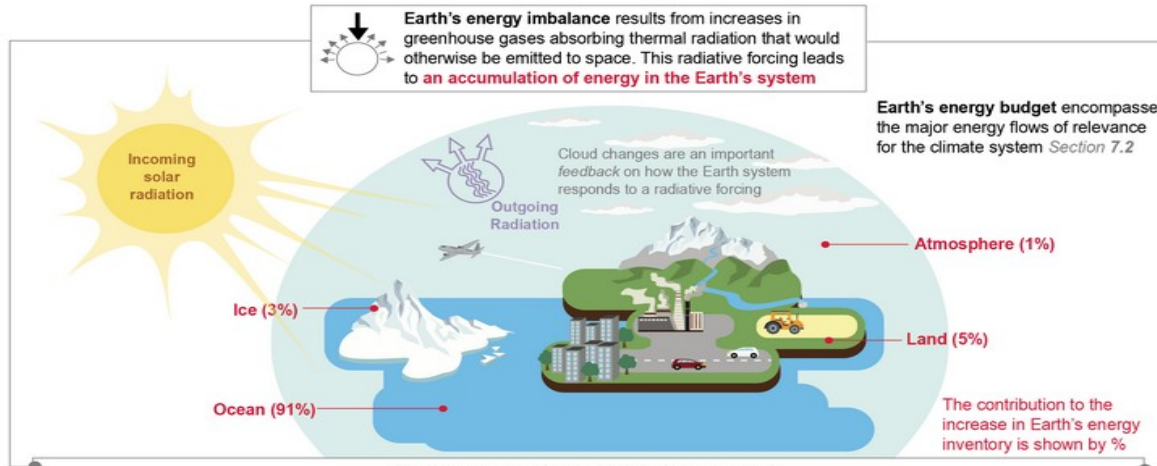 Earth's energy imbalance results from increases in
greenhouse gases absorbing thermal radiation that would
otherwise be emitted to space. This radiative forcing leads
to an accumulation of energy in the Earth's system
Earth's energy budget encompasse
the major energy flows of relevance
for the climate system Section 7.2
Incoming
solar
radiation
Cloud changes are an important
feedback on how the Earth system
responds to a radiative forcing
Outgoing
Radiation
Atmosphere (1%)
Ice (3%)
Land (5%)
Ocean (91%)
The contribution to the
increase in Earth's energy
inventory is shown by %